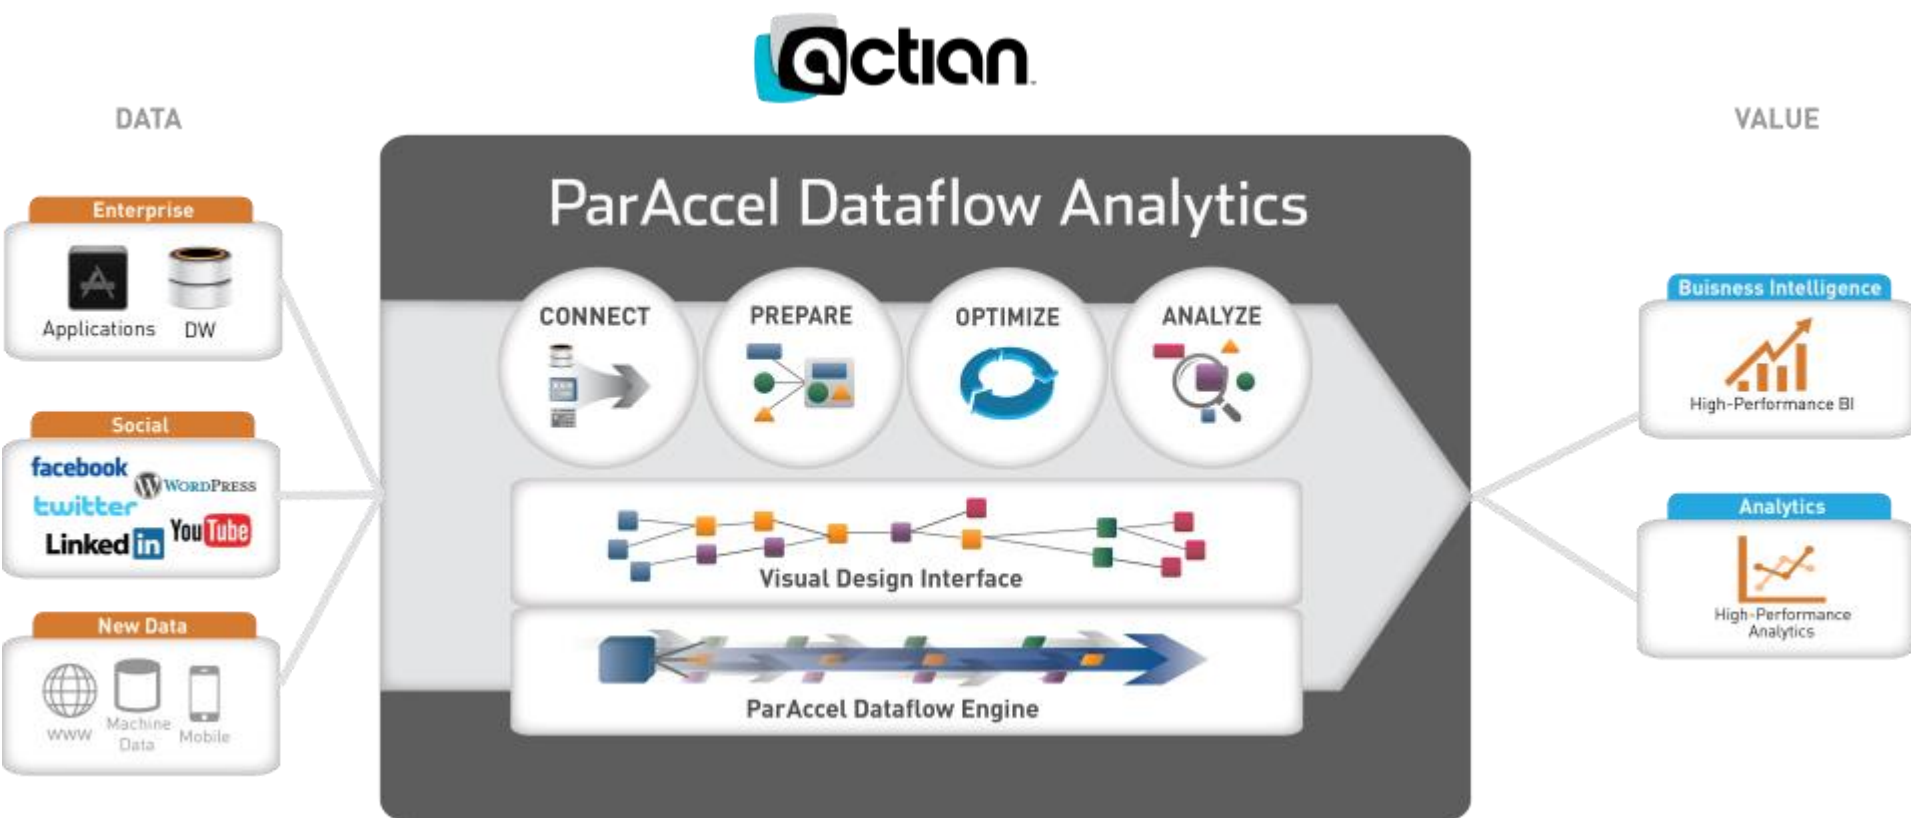 actian
DATA
VALUE
ParAccel Dataflow Analytics
Enterprise
Applications
DW
Social
facebook
WORDPRESS
twitter
Linked in
YouTube
New Data
www
Machine
Data
Mobile
CONNECT
PREPARE
OPTIMIZE
ANALYZE
Visual Design Interface
ParAccel Dataflow Engine
Buisness Intelligence
High-Performance BI
Analytics
High-Performance
Analytics